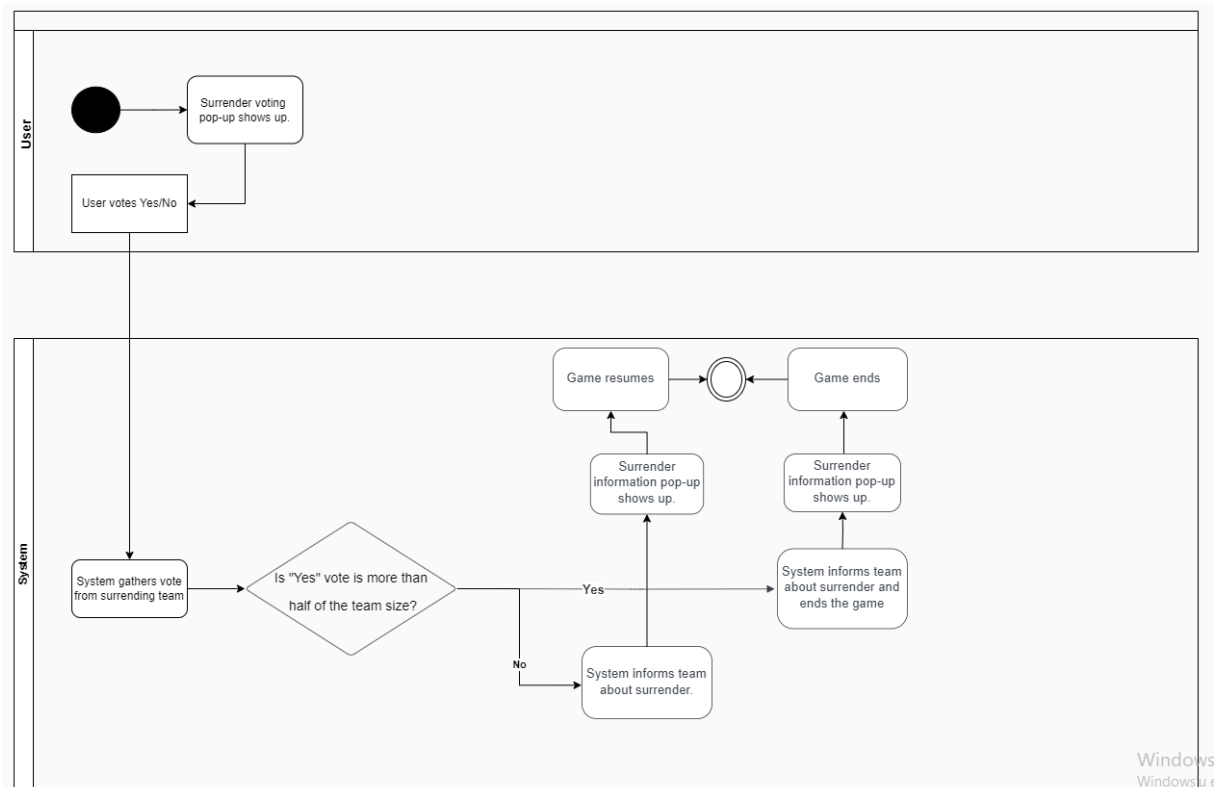 User
Surrender voting
pop-up shows up.
User votes Yes/No
System
Game resumes
Game ends
Surrender
information pop-up
shows up.
Surrender
information pop-up
shows up.
System gathers vote
from surrending team
Is "Yes" vote is more than
half of the team size?
Yes
System informs team
about surrender and
ends the game
No
System informs team
about surrender.
Windows
Windows'u e